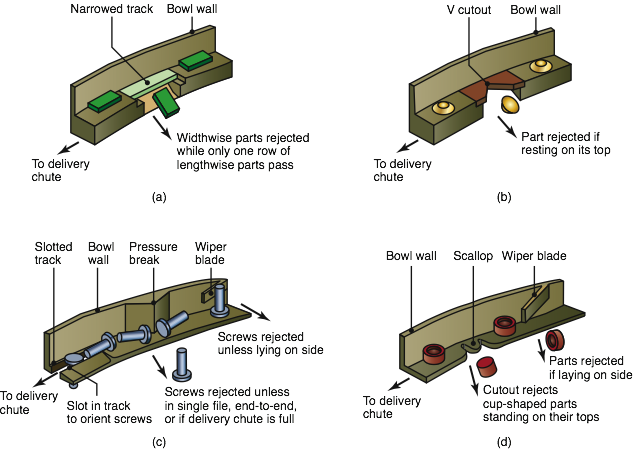 Narrowed track
Bowl wall
Widthwise parts rejected
while only one row of
lengthwise parts pass
To delivery
chute
(a)
V cutout
Bowl wall
Part rejected if
resting on its top
To delivery
chute
(b)
Slotted
track
Bowl
wall
Pressure
break
Wiper
blade
Screws rejected
unless lying on side
To delivery
chute
Slot in track
to orient screws
Screws rejected unless
in single file, end-to-end,
or if delivery chute is full
(c)
Bowl wall
Scallop
Wiper blade
Parts rejected
if laying on side
To delivery
chute
Cutout rejects
cup-shaped parts
standing on their tops
(d)